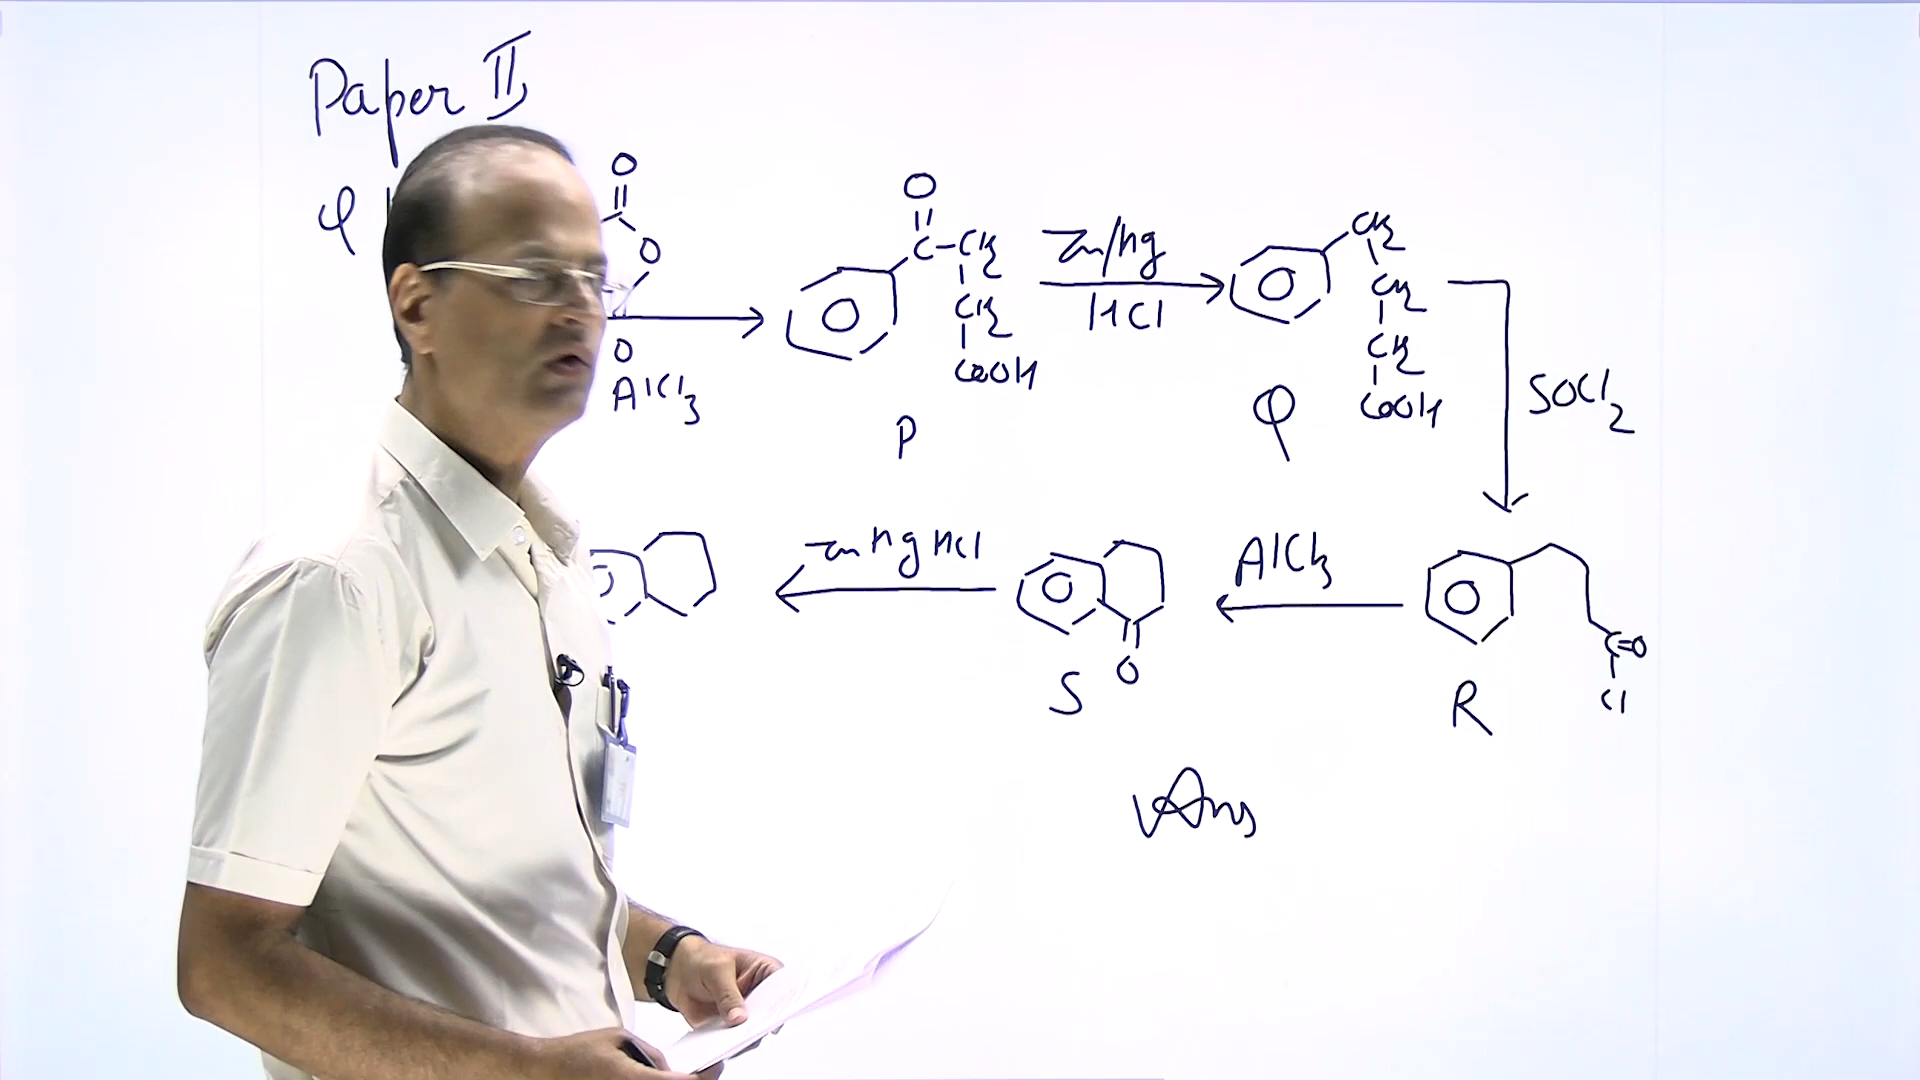 Paper II
Q
O
O
O
AlCl3
O
C-CH2
CH2
COOH
P
Zn/Hg
HCl
CH2
CH2
CH2
COOH
Q
SOCl2
Zn Hg HCl
O
S
AlCl3
C=O
Cl
R
Ans